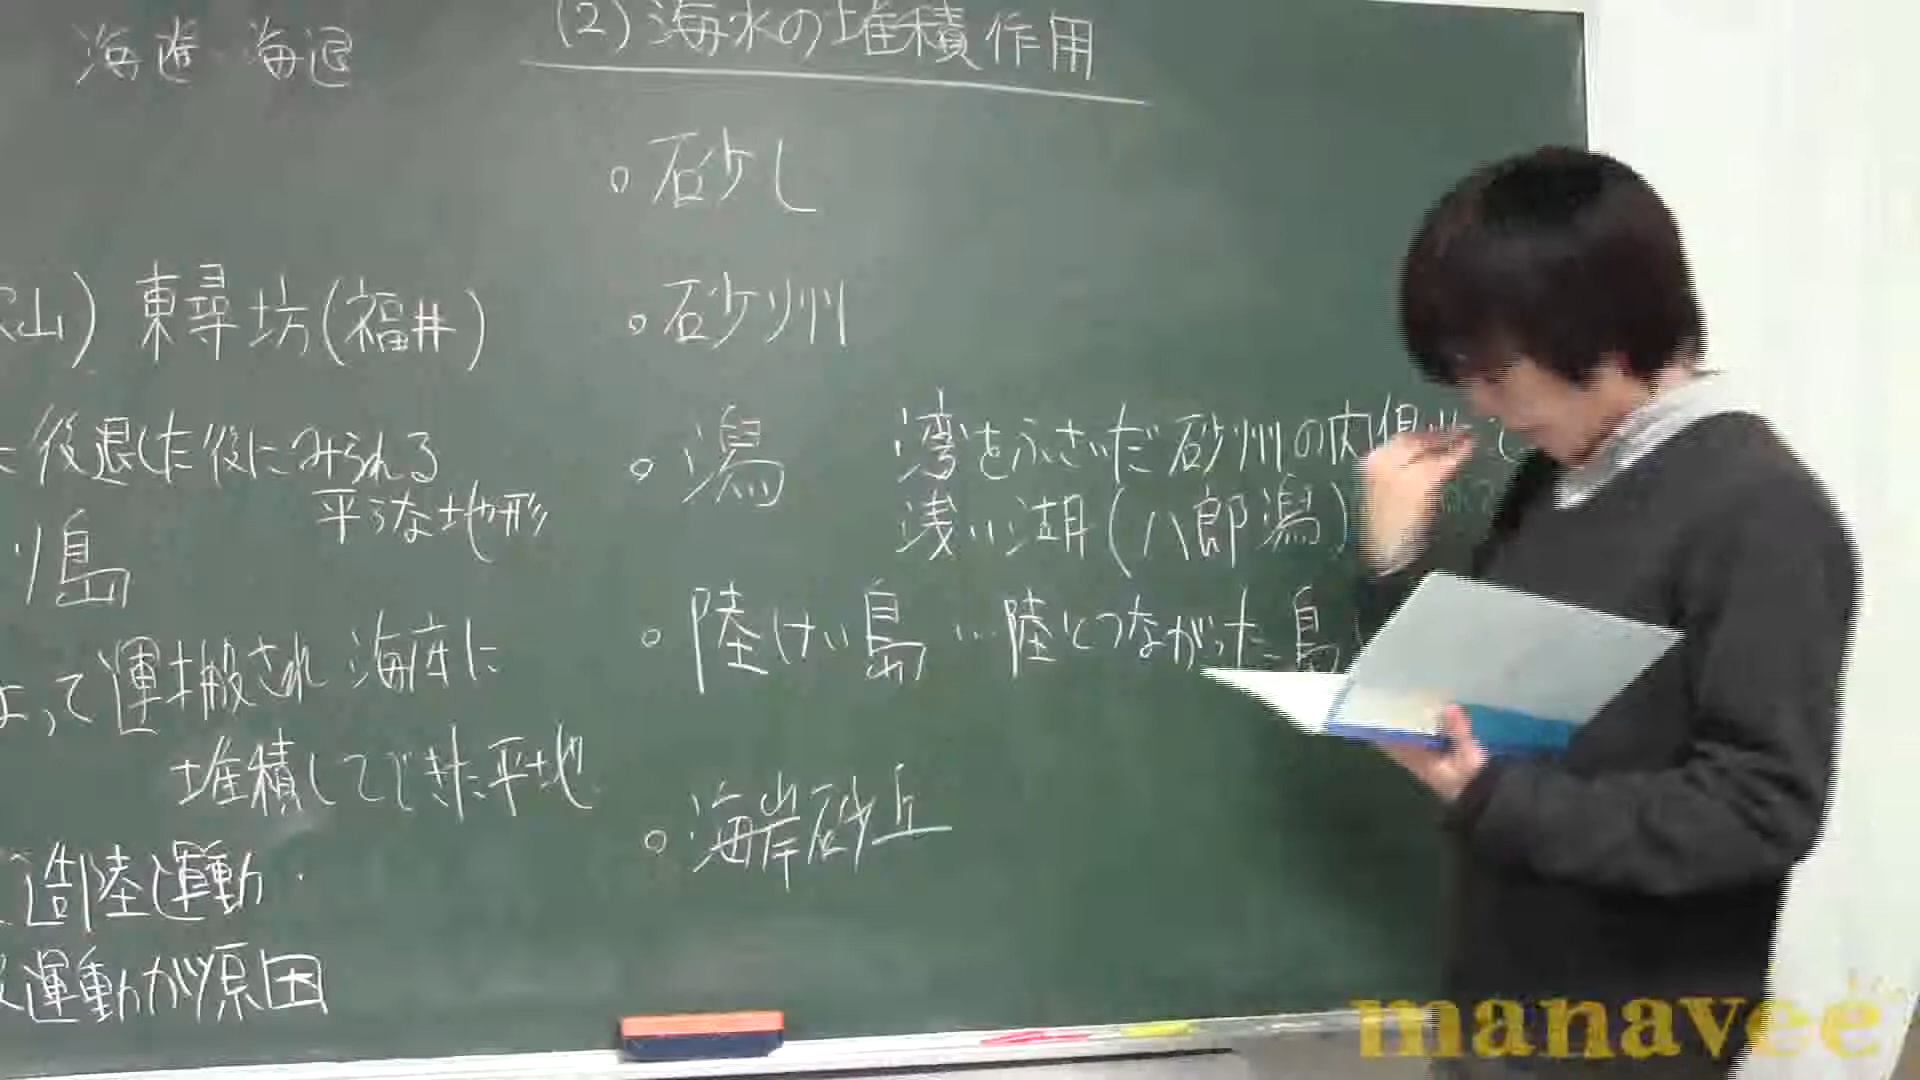 海進 海退
山) 東尋坊(福井)
後退した後にみられる
平らな地形
島
よって運搬され海底に
堆積してできた平地
造陸運動
運動が原因
(2) 海水の堆積作用
○砂し
○砂州
○潟 湾をふさいだ砂州の内側に
浅い湖(八郎潟)
○陸けい島…陸とつながった島
○海岸砂丘
manavee